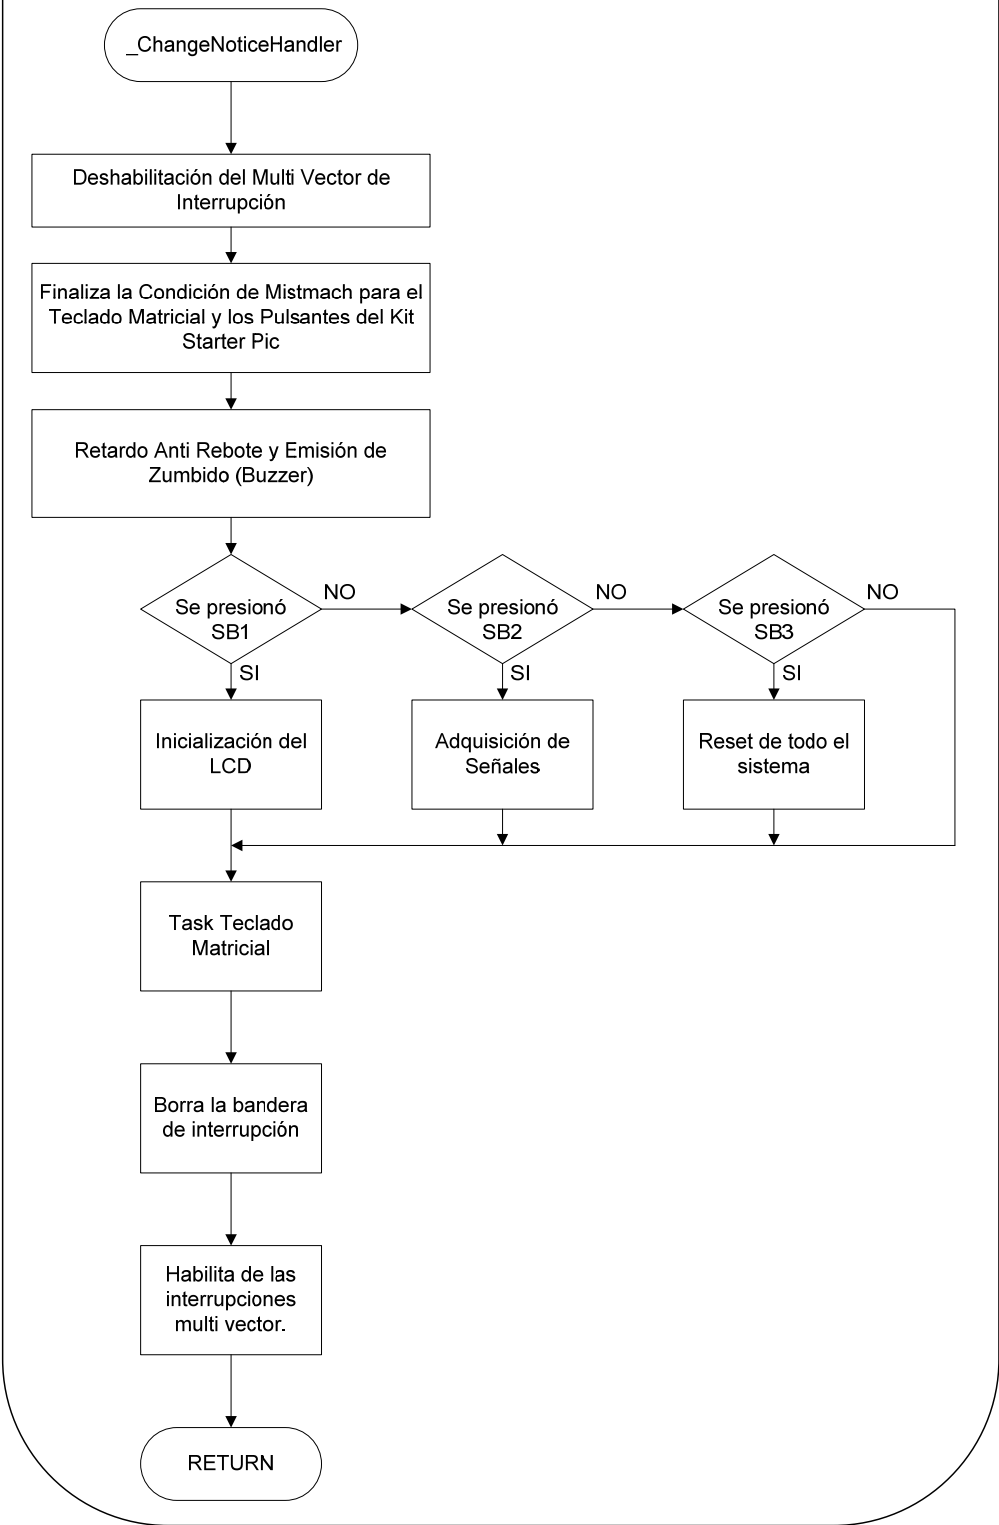 _ChangeNoticeHandler
Deshabilitación del Multi Vector de
Interrupción
Finaliza la Condición de Mistmach para el
Teclado Matricial y los Pulsantes del Kit
Starter Pic
Retardo Anti Rebote y Emisión de
Zumbido (Buzzer)
Se presionó
SB1
NO
Se presionó
SB2
NO
Se presionó
SB3
NO
SI
SI
SI
Inicialización del
LCD
Adquisición de
Señales
Reset de todo el
sistema
Task Teclado
Matricial
Borra la bandera
de interrupción
Habilita de las
interrupciones
multi vector.
RETURN